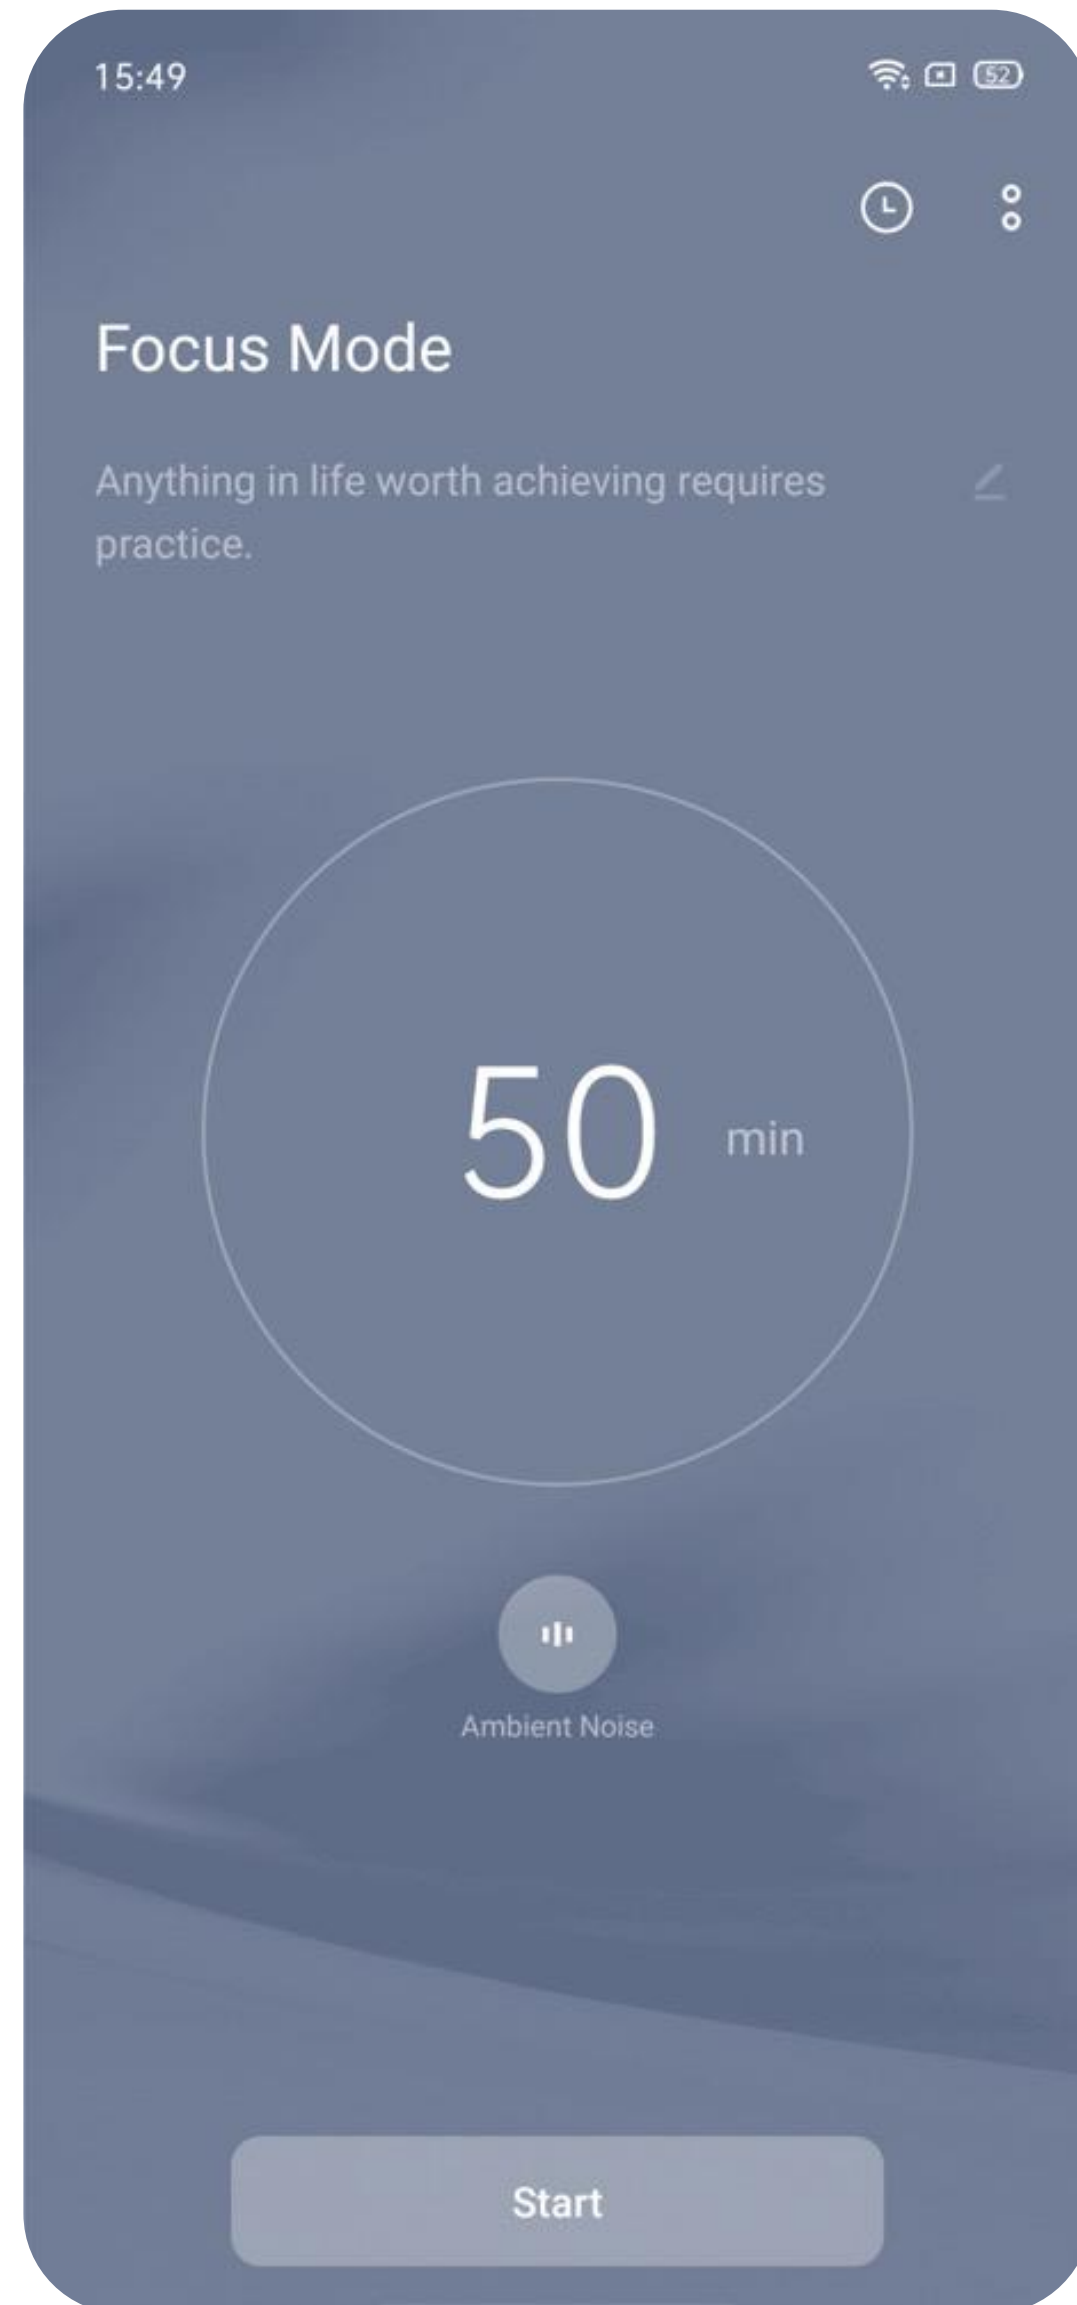 15:49
52
Focus Mode
Anything in life worth achieving requires
practice.
50 min
Ambient Noise
Start